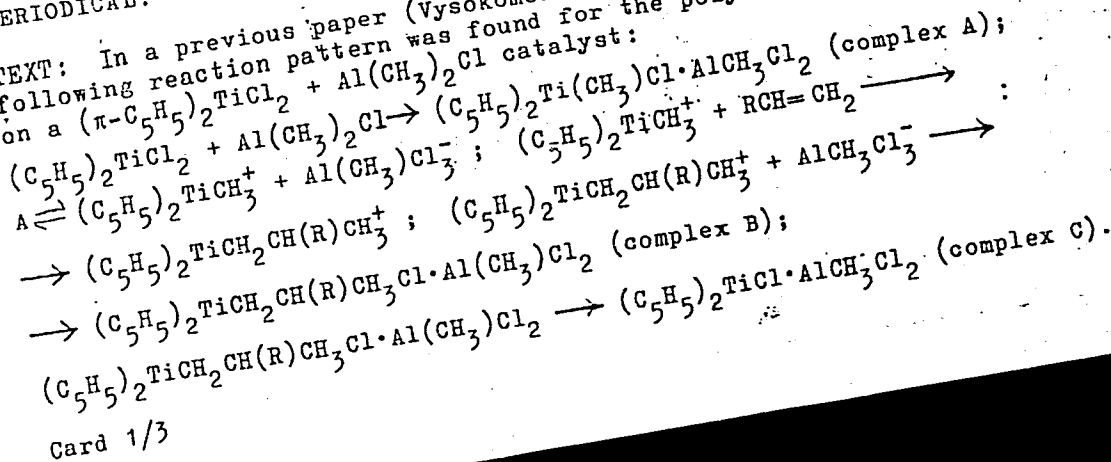 ERIODICAL:
TEXT: In a previous paper (Vysokom
following reaction pattern was found for the poly
on a (π-C₅H₅)₂TiCl₂ + Al(CH₃)₂Cl catalyst:
(C₅H₅)₂TiCl₂ + Al(CH₃)₂Cl→ (C₅H₅)₂Ti(CH₃)Cl·AlCH₃Cl₂ (complex A);
A⇌ (C₅H₅)₂TiCH₃⁺ + Al(CH₃)Cl₃⁻ ; (C₅H₅)₂TiCH₃⁺ + RCH=CH₂ ⟶ :
⟶ (C₅H₅)₂TiCH₂CH(R)CH₃⁺ ; (C₅H₅)₂TiCH₂CH(R)CH₃⁺ + AlCH₃Cl₃⁻ ⟶
⟶ (C₅H₅)₂TiCH₂CH(R)CH₃Cl·Al(CH₃)Cl₂ (complex B);
(C₅H₅)₂TiCH₂CH(R)CH₃Cl·Al(CH₃)Cl₂ ⟶ (C₅H₅)₂TiCl·AlCH₃Cl₂ (complex C).
Card 1/3